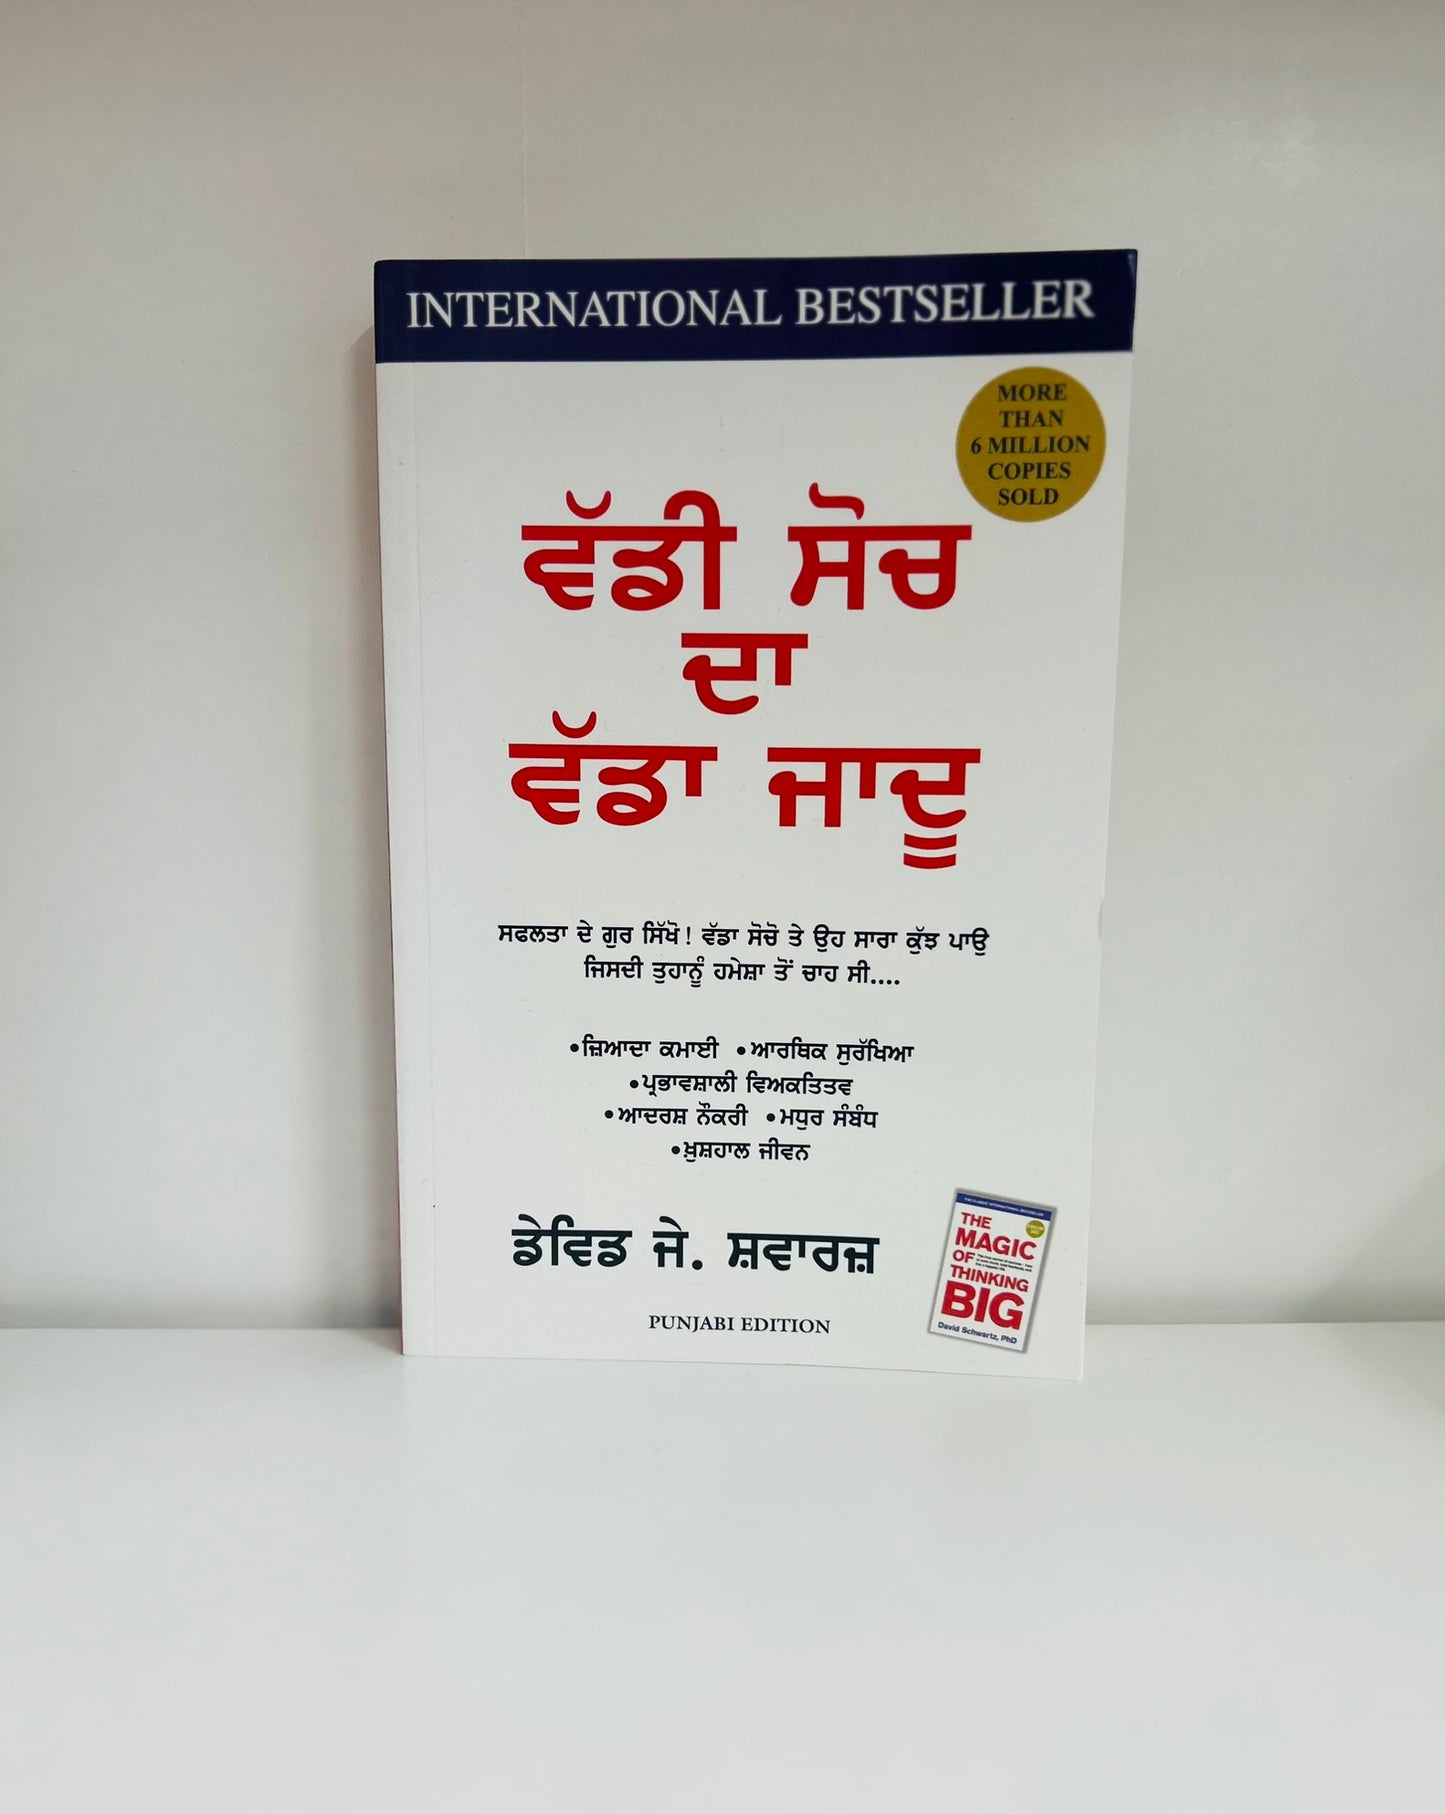 INTERNATIONAL BESTSELLER
MORE
THAN
6 MILLION
COPIES
SOLD
ਵੱਡੀ ਸੋਚ
ਦਾ
ਵੱਡਾ ਜਾਦੂ
ਸਫਲਤਾ ਦੇ ਗੁਰ ਸਿੱਖੋ! ਵੱਡਾ ਸੋਚੋ ਤੇ ਉਹ ਸਾਰਾ ਕੁੱਝ ਪਾਉ
ਜਿਸਦੀ ਤੁਹਾਨੂੰ ਹਮੇਸ਼ਾ ਤੋਂ ਚਾਹ ਸੀ....
•ਜ਼ਿਆਦਾ ਕਮਾਈ •ਆਰਥਿਕ ਸੁਰੱਖਿਆ
•ਪ੍ਰਭਾਵਸ਼ਾਲੀ ਵਿਅਕਤਿਤਵ
•ਆਦਰਸ਼ ਨੌਕਰੀ •ਮਧੁਰ ਸੰਬੰਧ
•ਖ਼ੁਸ਼ਹਾਲ ਜੀਵਨ
ਡੇਵਿਡ ਜੇ. ਸ਼ਵਾਰਜ਼
PUNJABI EDITION
THE
MAGIC
OF
THINKING
BIG
David Schwartz, PhD